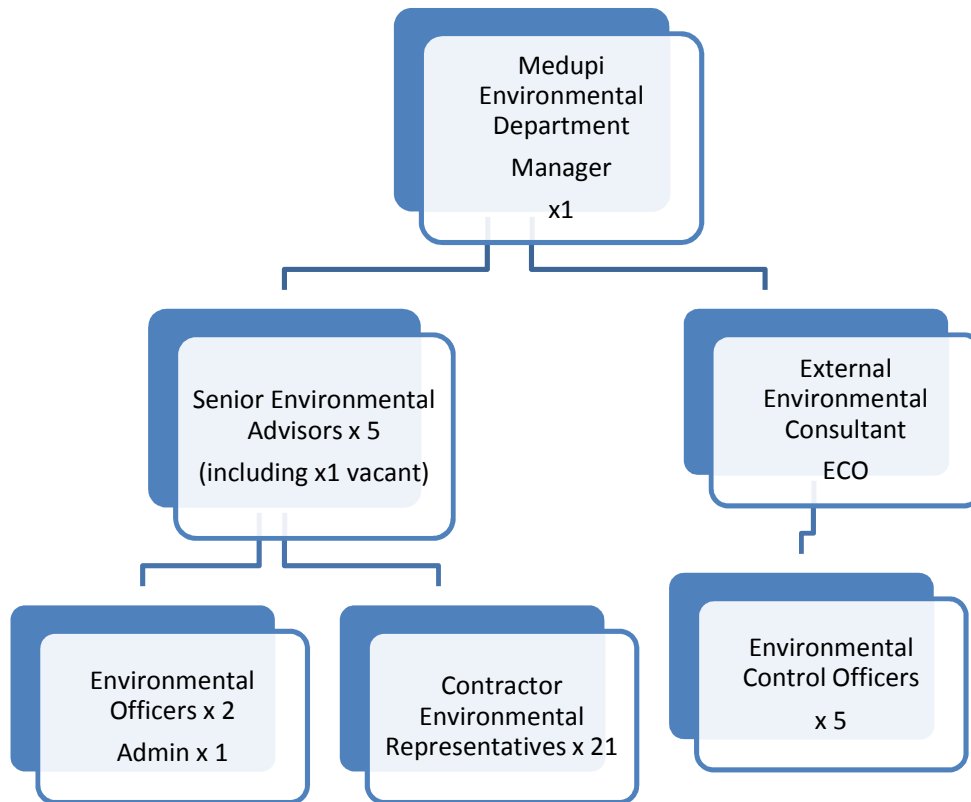 Medupi
Environmental
Department
Manager
x1
Senior Environmental
Advisors x 5
(including x1 vacant)
External
Environmental
Consultant
ECO
Environmental
Officers x 2
Admin x 1
Contractor
Environmental
Representatives x 21
Environmental
Control Officers
x 5